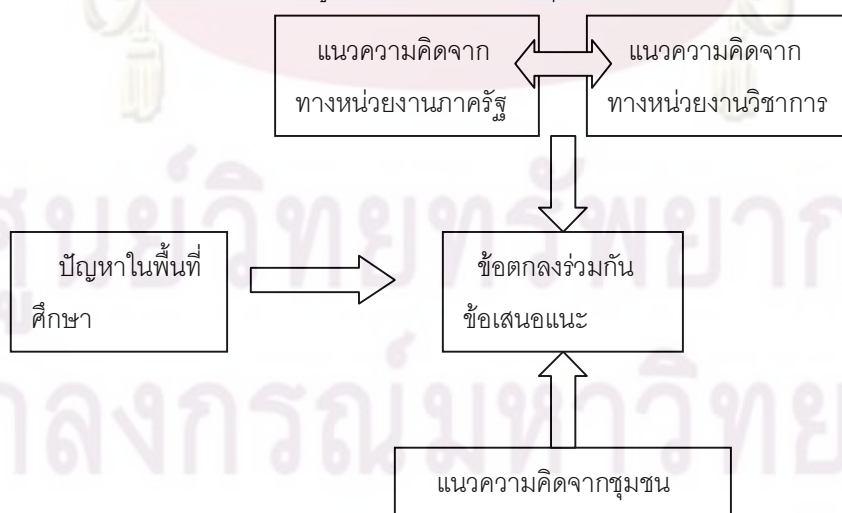 แนวความคิดจาก
ทางหน่วยงานภาครัฐ
แนวความคิดจาก
ทางหน่วยงานวิชาการ
ปัญหาในพื้นที่
ศึกษา
ข้อตกลงร่วมกัน
ข้อเสนอแนะ
แนวความคิดจากชุมชน